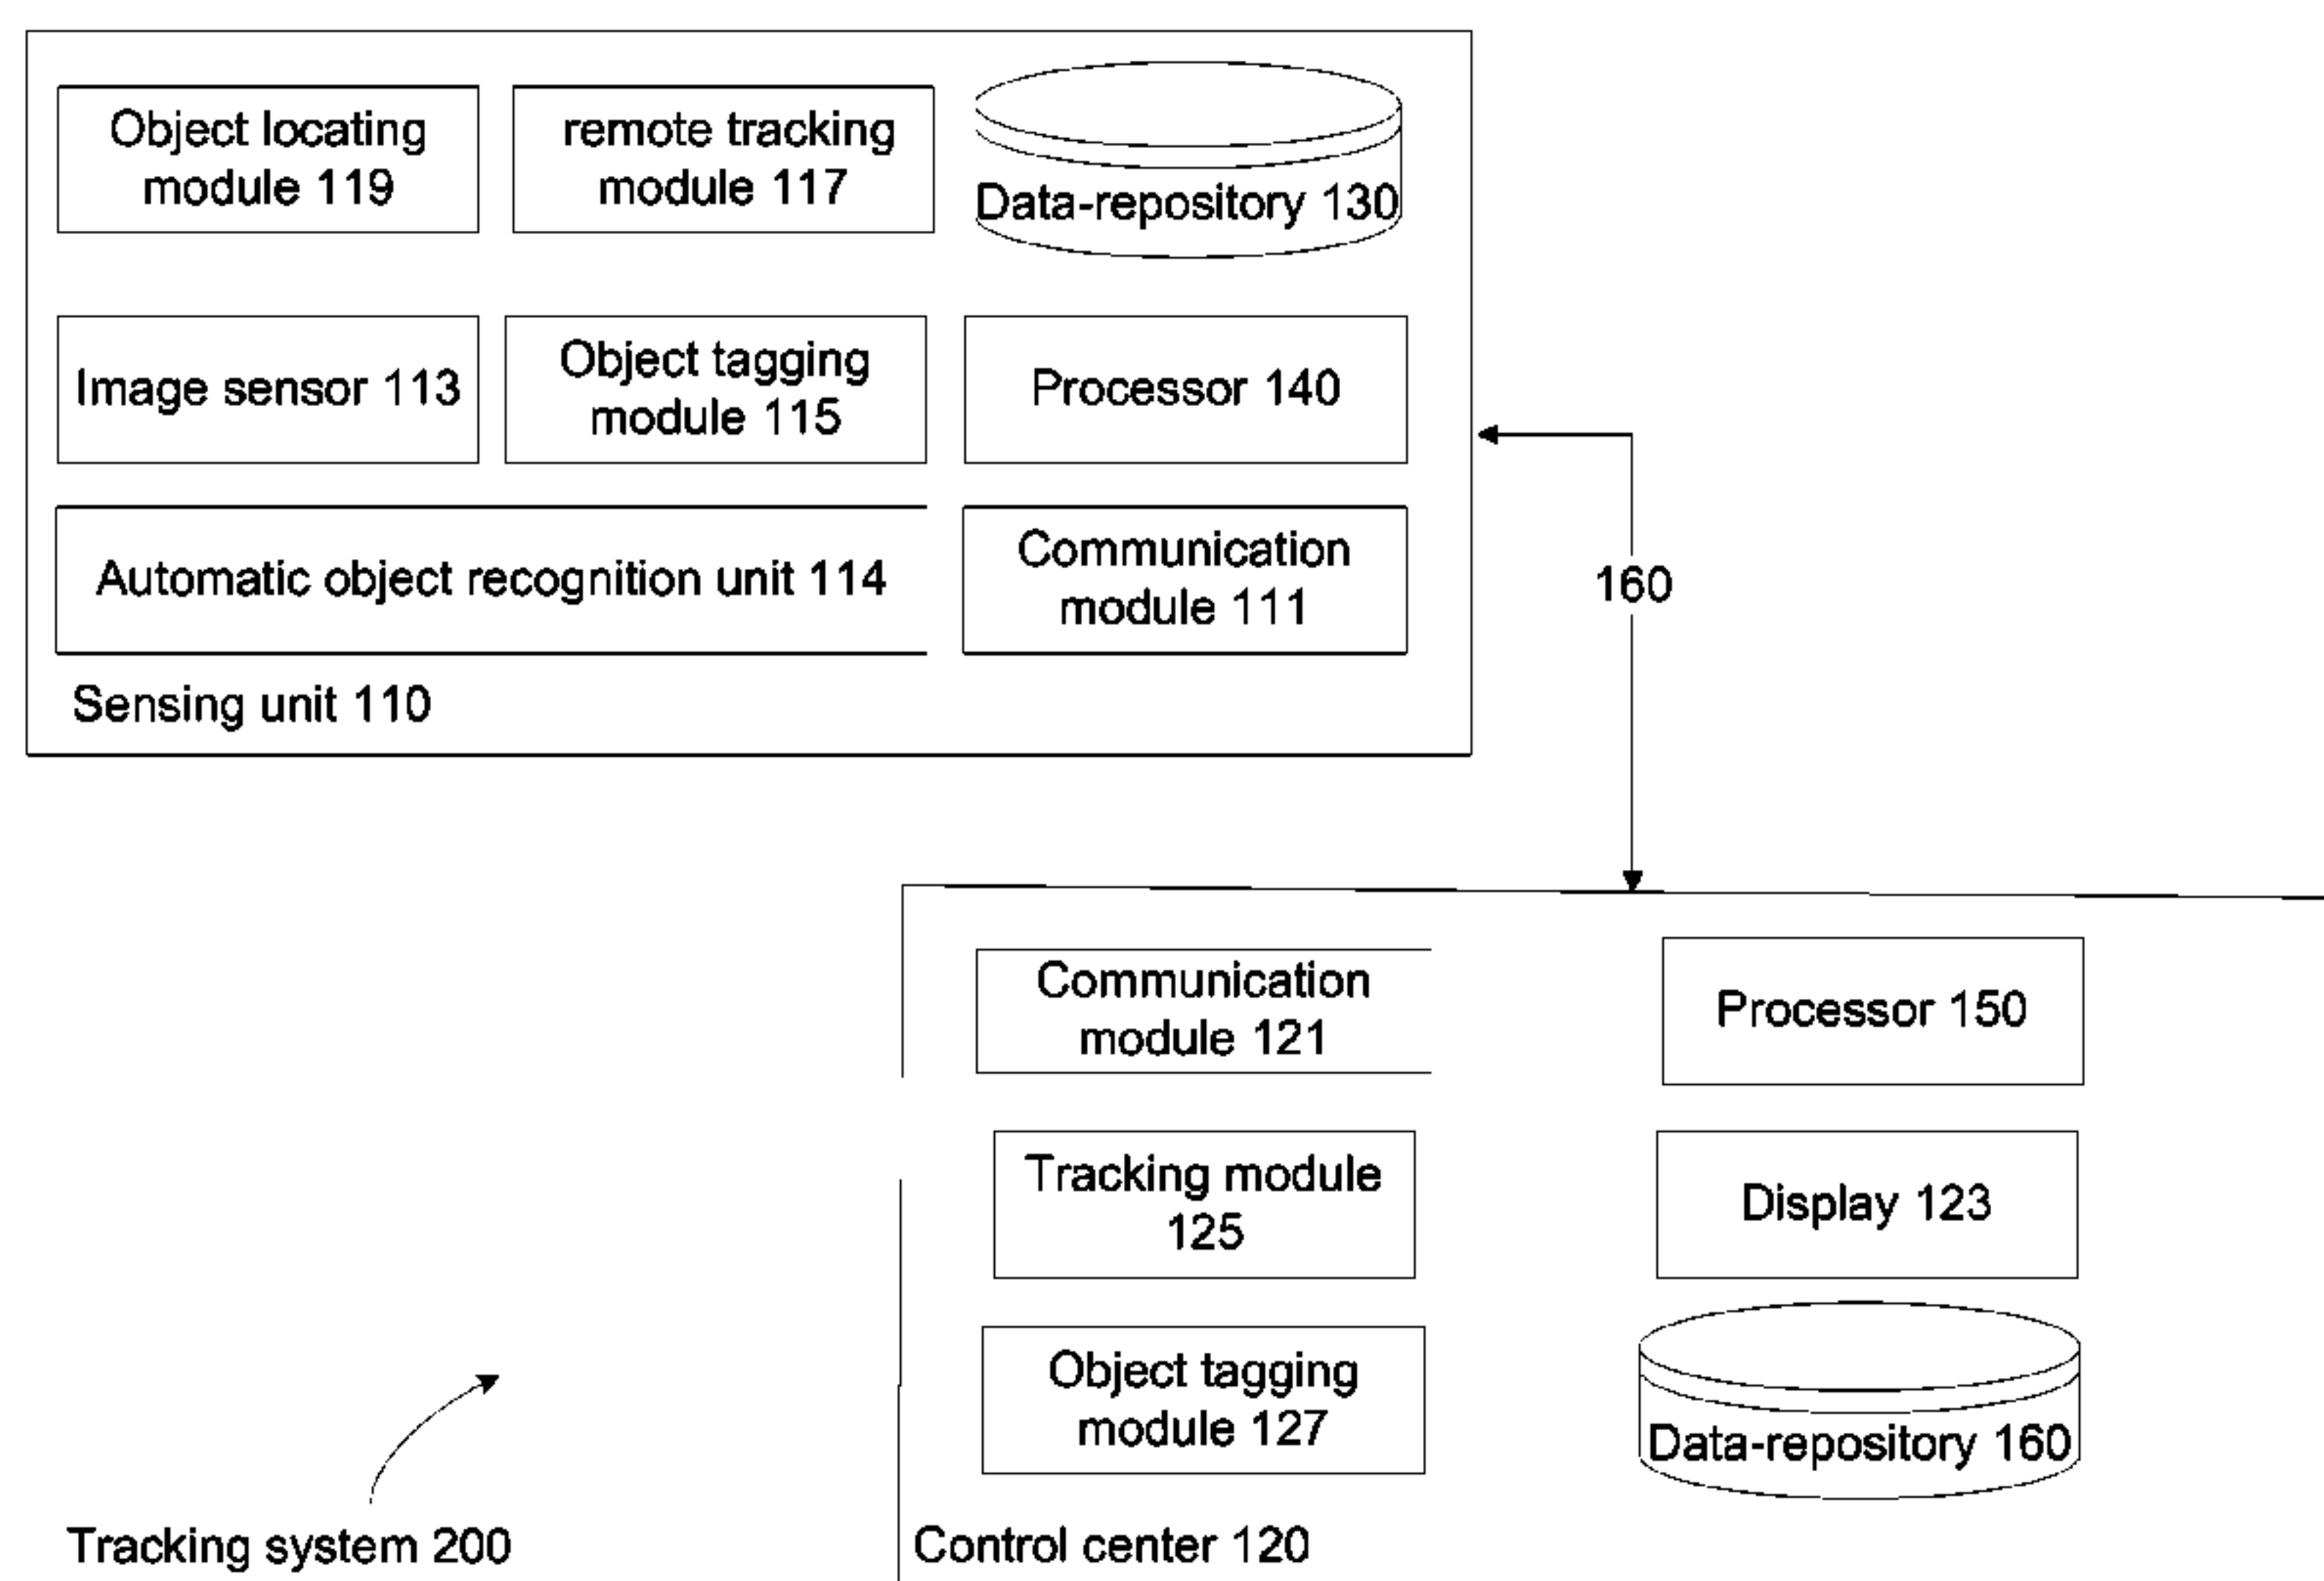 Object locating
module 119
remote tracking
module 117
Data-repository 130
Image sensor 113
Object tagging
module 115
Processor 140
Automatic object recognition unit 114
Communication
module 111
Sensing unit 110
160
Communication
module 121
Processor 150
Tracking module
125
Display 123
Object tagging
module 127
Data-repository 160
Tracking system 200
Control center 120